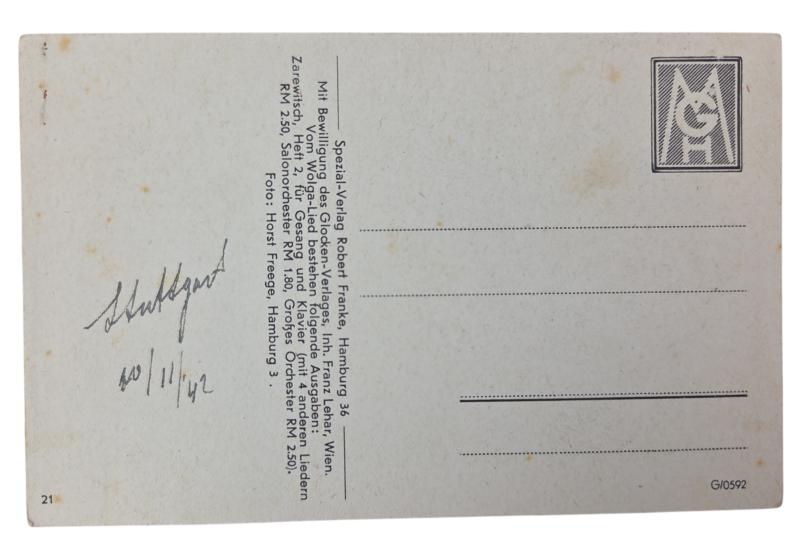 Spezial-Verlag Robert Franke, Hamburg 36
Mit Bewilligung des Glocken-Verlages, Inh. Franz Lehar, Wien.
Vom Wolga-Lied bestehen folgende Ausgaben:
Zarewitsch, Heft 2, für Gesang und Klavier (mit 4 anderen Liedern
RM 2.50, Salonorchester RM 1.80, Großes Orchester RM 2.50).
Foto: Horst Freege, Hamburg 3.
Stuttgart
20/11/42
21
G/0592